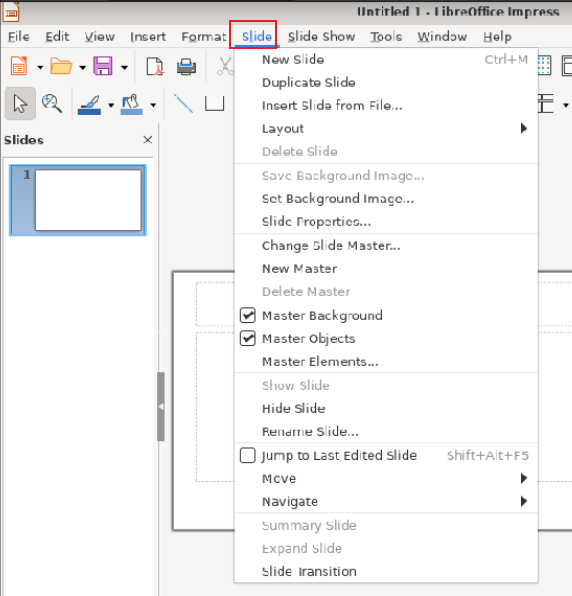 Untitled 1 - LibreOffice Impress
File Edit View Insert Format Slide Slide Show Tools Window Help
New Slide Ctrl+M
Duplicate Slide
Insert Slide from File...
Layout
Slides
Delete Slide
1
Save Background Image...
Set Background Image...
Slide Properties...
Change Slide Master...
New Master
Delete Master
Master Background
Master Objects
Master Elements...
Show Slide
Hide Slide
Rename Slide...
Jump to Last Edited Slide Shift+Alt+F5
Move
Navigate
Summary Slide
Expand Slide
Slide Transition